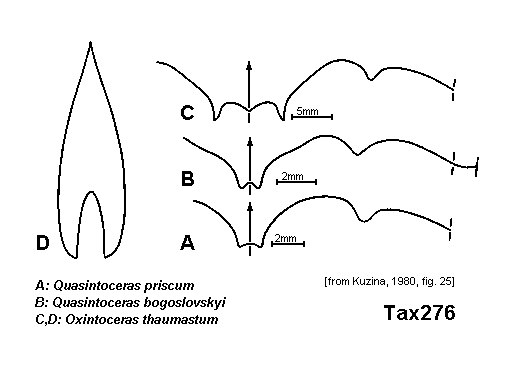 C
5mm
B
2mm
D
A
2mm
A: Quasintoceras priscum
[from Kuzina, 1980, fig. 25]
B: Quasintoceras bogoslovskyi
C,D: Oxintoceras thaumastum
Tax276